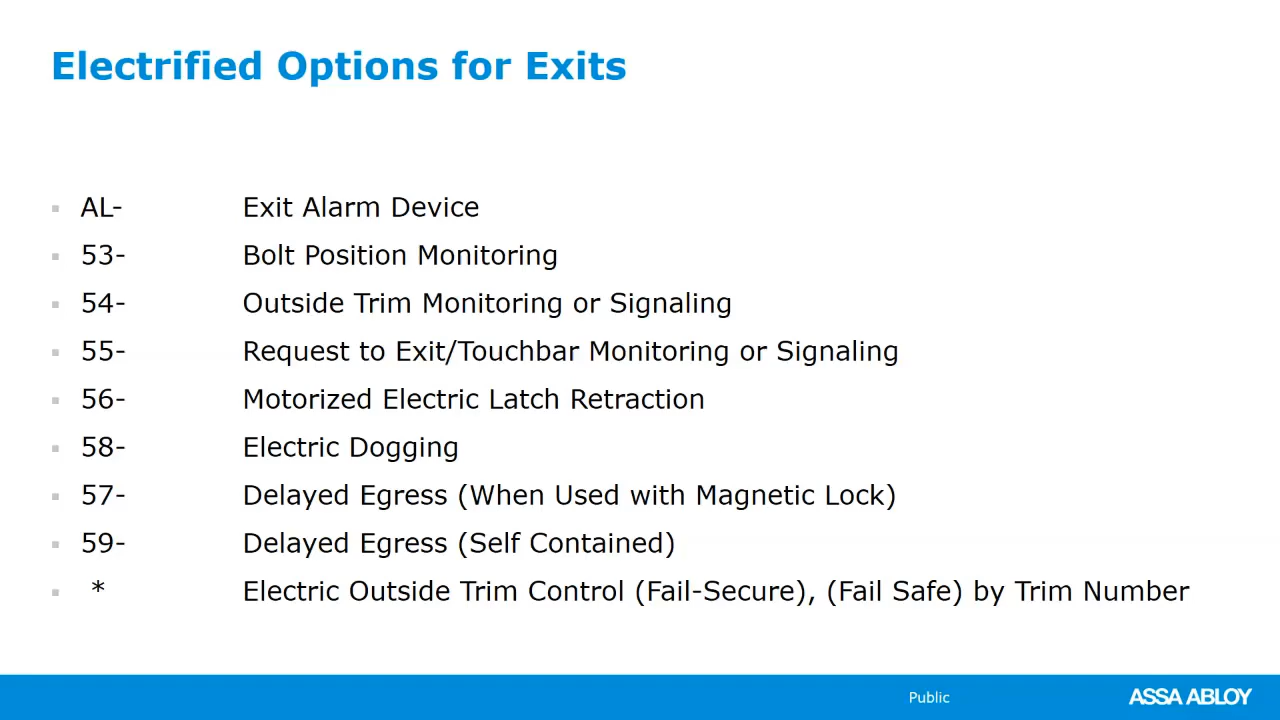 Electrified Options for Exits
AL- Exit Alarm Device
53- Bolt Position Monitoring
54- Outside Trim Monitoring or Signaling
55- Request to Exit/Touchbar Monitoring or Signaling
56- Motorized Electric Latch Retraction
58- Electric Dogging
57- Delayed Egress (When Used with Magnetic Lock)
59- Delayed Egress (Self Contained)
* Electric Outside Trim Control (Fail-Secure), (Fail Safe) by Trim Number
Public
ASSA ABLOY